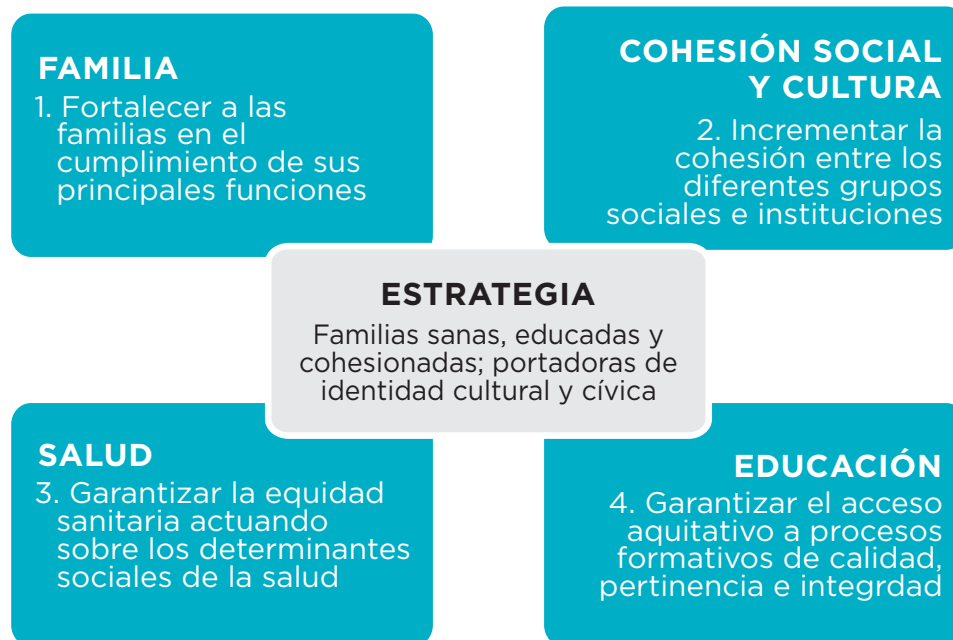 FAMILIA
1. Fortalecer a las
familias en el
cumplimiento de sus
principales funciones
COHESIÓN SOCIAL
Y CULTURA
2. Incrementar la
cohesión entre los
diferentes grupos
sociales e instituciones
ESTRATEGIA
Familias sanas, educadas y
cohesionadas; portadoras de
identidad cultural y cívica
SALUD
3. Garantizar la equidad
sanitaria actuando
sobre los determinantes
sociales de la salud
EDUCACIÓN
4. Garantizar el acceso
aquitativo a procesos
formativos de calidad,
pertinencia e integrdad